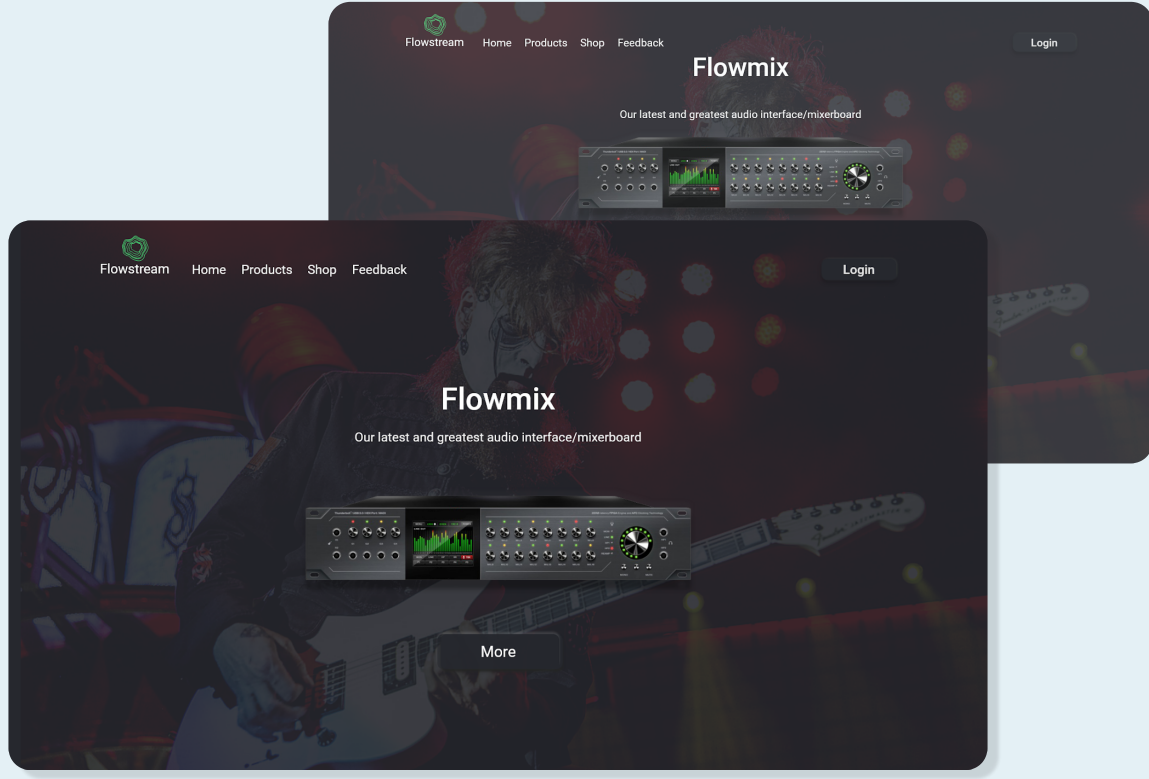 Flowstream Home Products Shop Feedback Login
Flowmix
Our latest and greatest audio interface/mixerboard
Flowstream Home Products Shop Feedback Login
Flowmix
Our latest and greatest audio interface/mixerboard
More